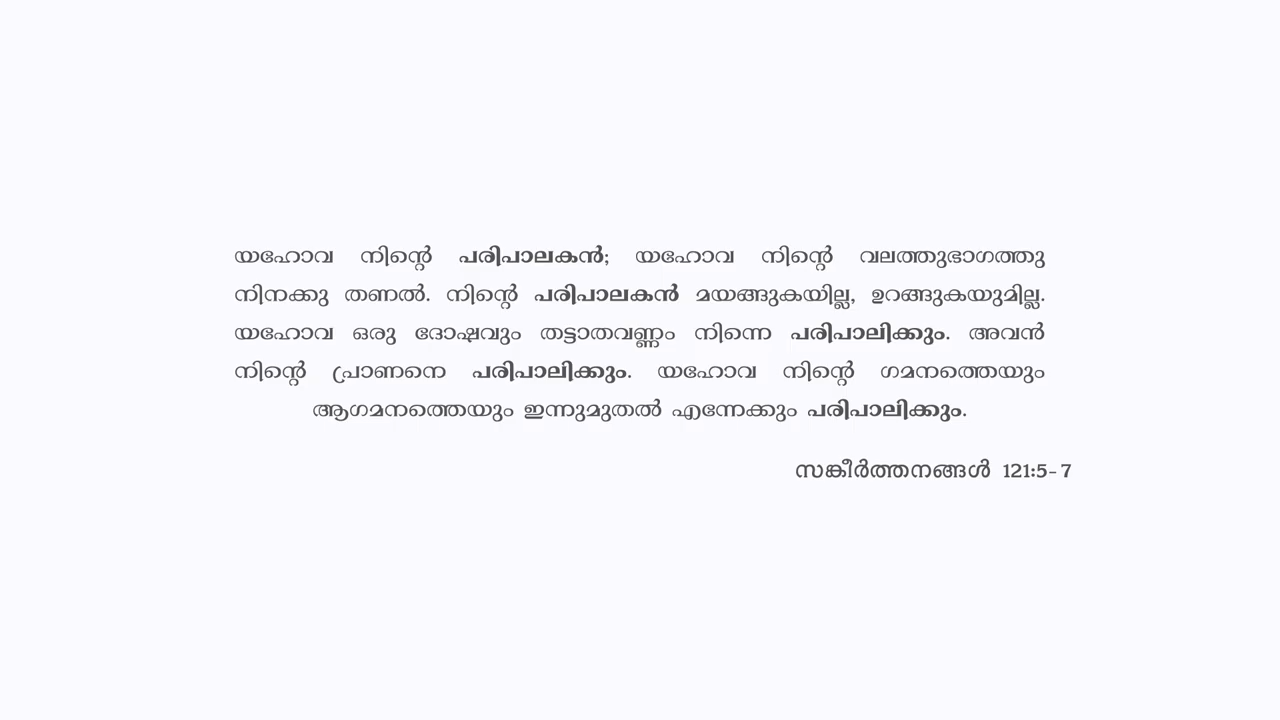 യഹോവ നിന്റെ പരിപാലകൻ; യഹോവ നിന്റെ വലത്തുഭാഗത്തു
നിനക്കു തണൽ. നിന്റെ പരിപാലകൻ മയങ്ങുകയില്ല, ഉറങ്ങുകയുമില്ല.
യഹോവ ഒരു ദോഷവും തട്ടാതവണ്ണം നിന്നെ പരിപാലിക്കും. അവൻ
നിന്റെ പ്രാണനെ പരിപാലിക്കും. യഹോവ നിന്റെ ഗമനത്തെയും
ആഗമനത്തെയും ഇന്നുമുതൽ എന്നേക്കും പരിപാലിക്കും.
സങ്കീർത്തനങ്ങൾ 121:5-7